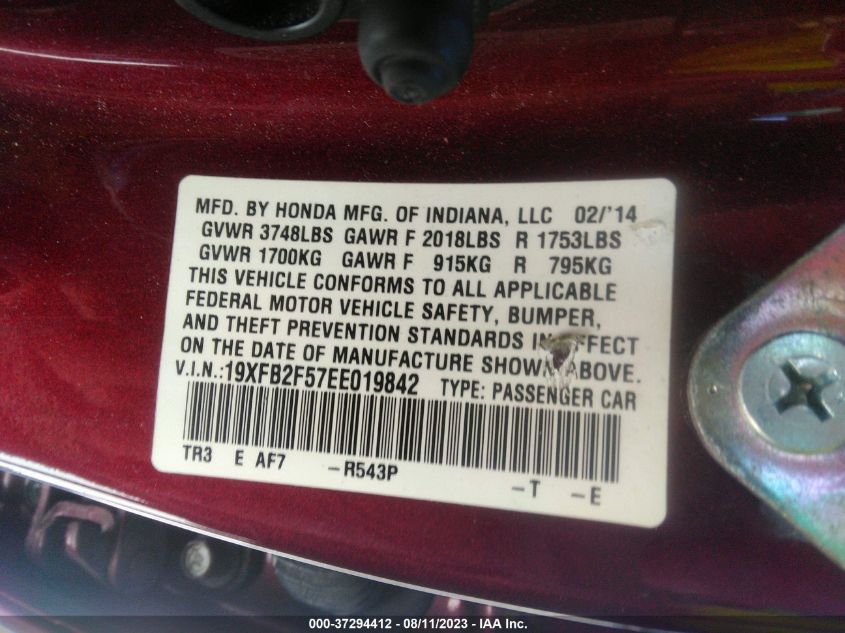 MFD. BY HONDA MFG. OF INDIANA, LLC 02/'14
GVWR 3748LBS GAWR F 2018LBS R 1753LBS
GVWR 1700KG GAWR F 915KG R 795KG
THIS VEHICLE CONFORMS TO ALL APPLICABLE
FEDERAL MOTOR VEHICLE SAFETY, BUMPER,
AND THEFT PREVENTION STANDARDS IN EFFECT
ON THE DATE OF MANUFACTURE SHOWN ABOVE.
V.I.N.:19XFB2F57EE019842 TYPE: PASSENGER CAR
TR3 E AF7 -R543P -T -E
000-37294412 - 08/11/2023 - IAA Inc.